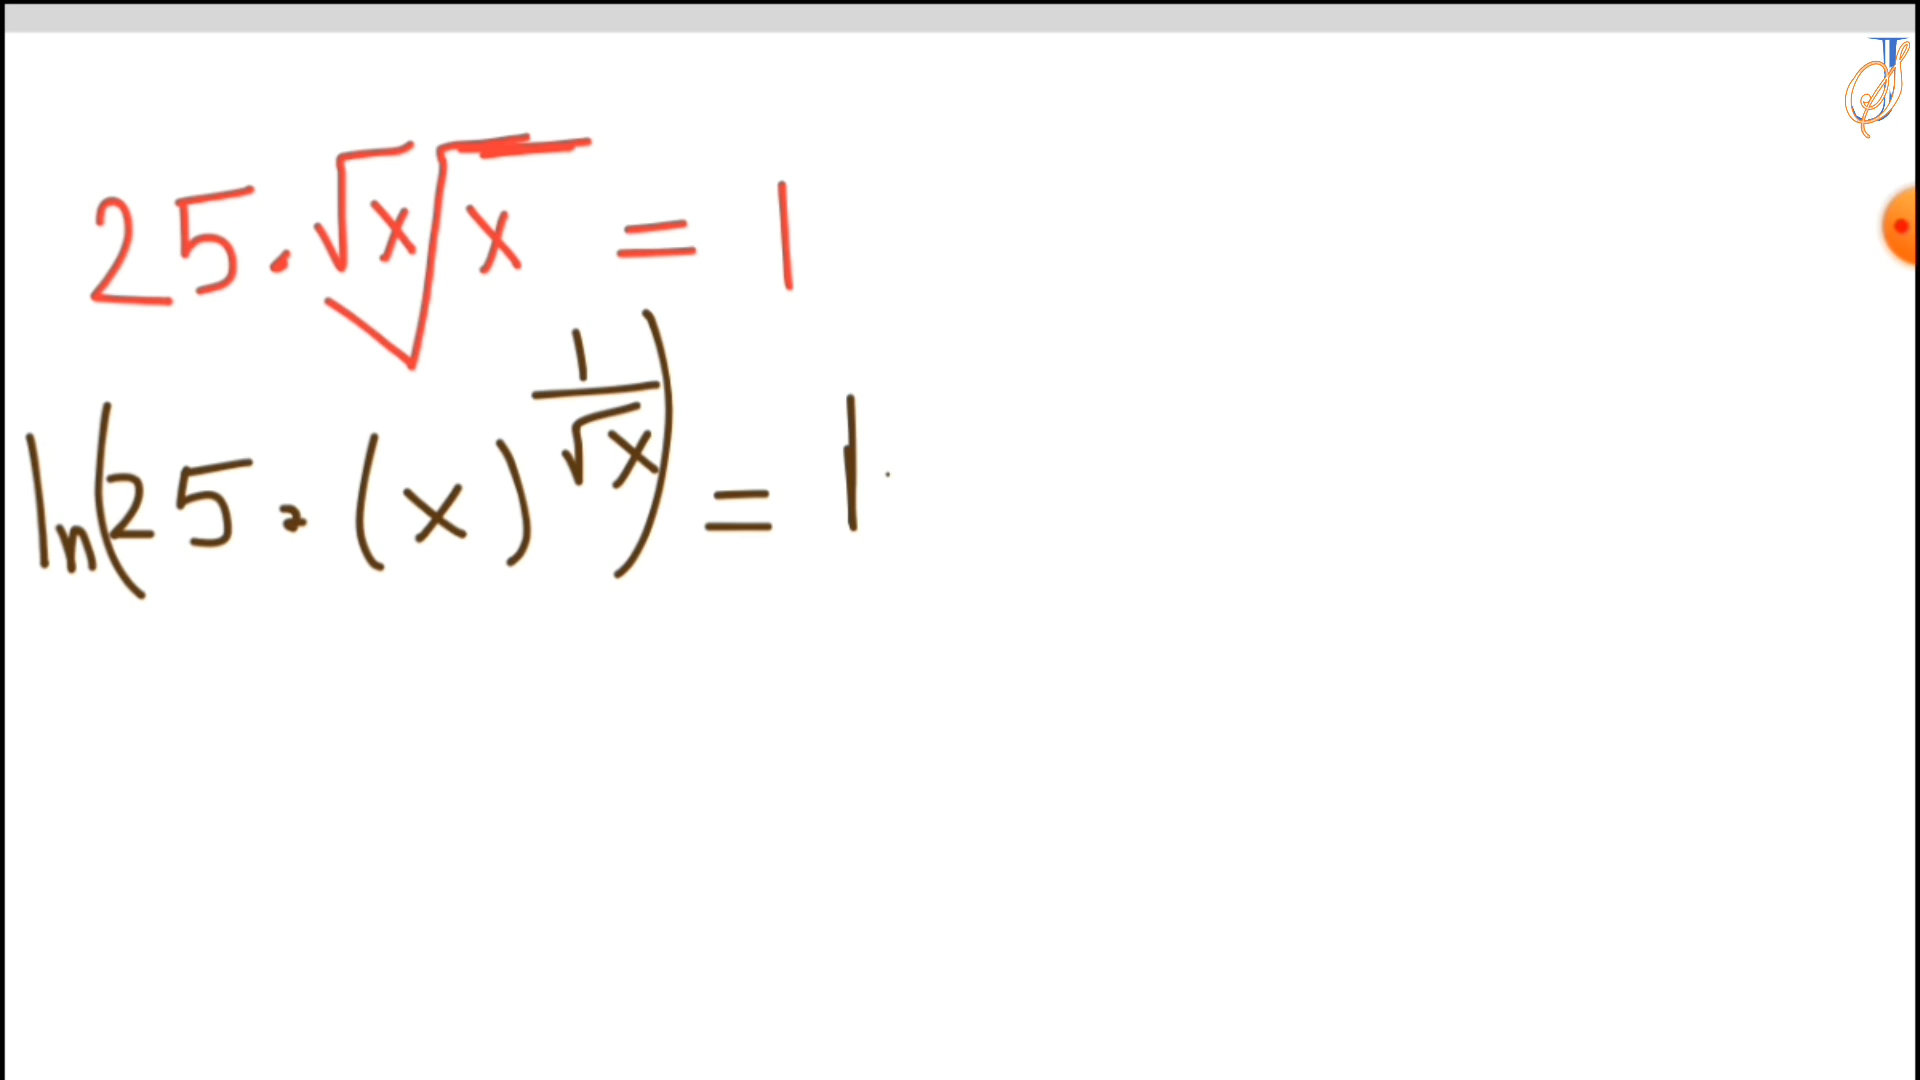 25·√x√x = 1
ln(25·(x)^(1/√x)) = 1